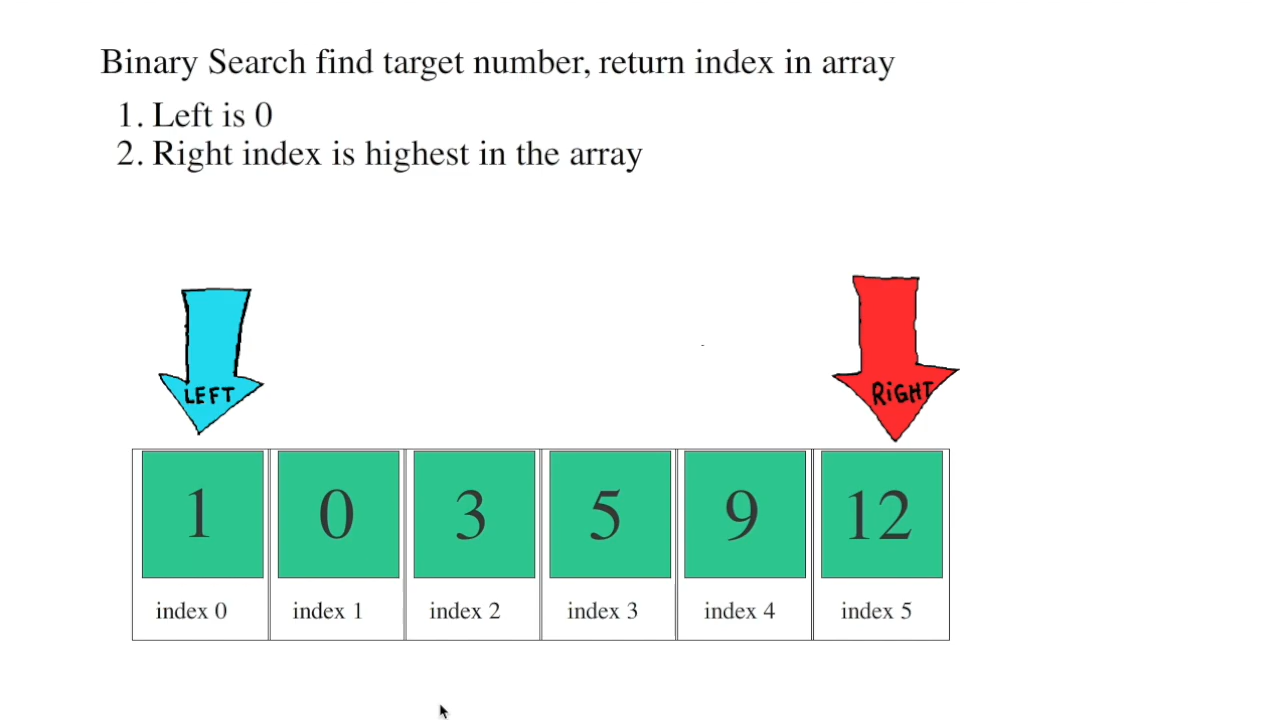 Binary Search find target number, return index in array
1. Left is 0
2. Right index is highest in the array
LEFT
RiGHT
1 0 3 5 9 12
index 0 index 1 index 2 index 3 index 4 index 5